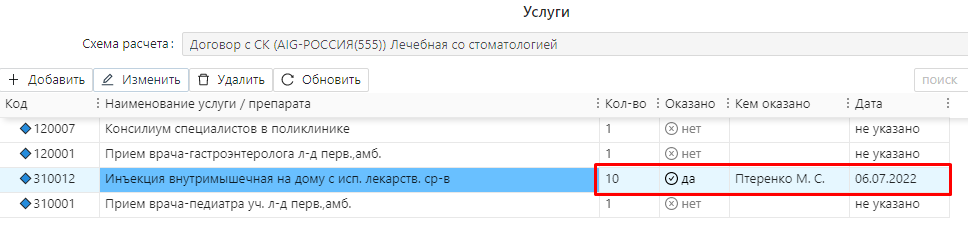 Услуги
Схема расчета : Договор с СК (AIG-РОССИЯ(555)) Лечебная со стоматологией
Добавить Изменить Удалить Обновить поиск
Код Наименование услуги / препарата Кол-во Оказано Кем оказано Дата
120007 Консилиум специалистов в поликлинике 1 нет не указано
120001 Прием врача-гастроэнтеролога л-д перв.,амб. 1 нет не указано
310012 Инъекция внутримышечная на дому с исп. лекарств. ср-в 10 да Птеренко М. С. 06.07.2022
310001 Прием врача-педиатра уч. л-д перв.,амб. 1 нет не указано